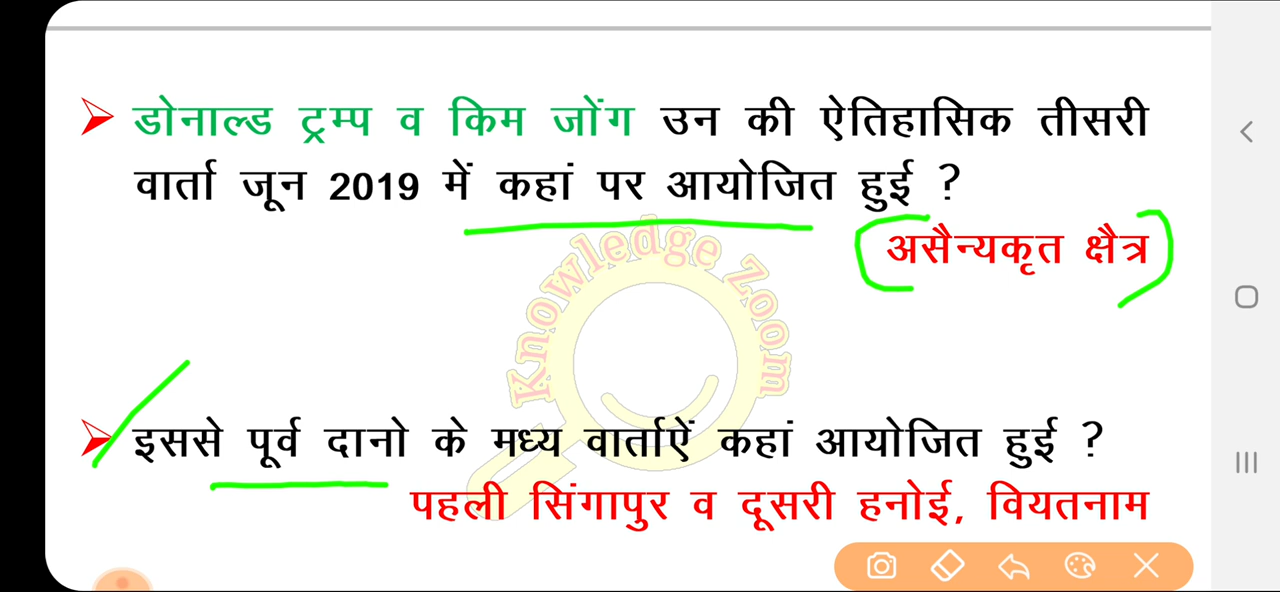 डोनाल्ड ट्रम्प व किम जोंग उन की ऐतिहासिक तीसरी
वार्ता जून 2019 में कहां पर आयोजित हुई ?
असैन्यकृत क्षैत्र
Knowledge Zoom
इससे पूर्व दानो के मध्य वार्ताऐं कहां आयोजित हुई ?
पहली सिंगापुर व दूसरी हनोई, वियतनाम